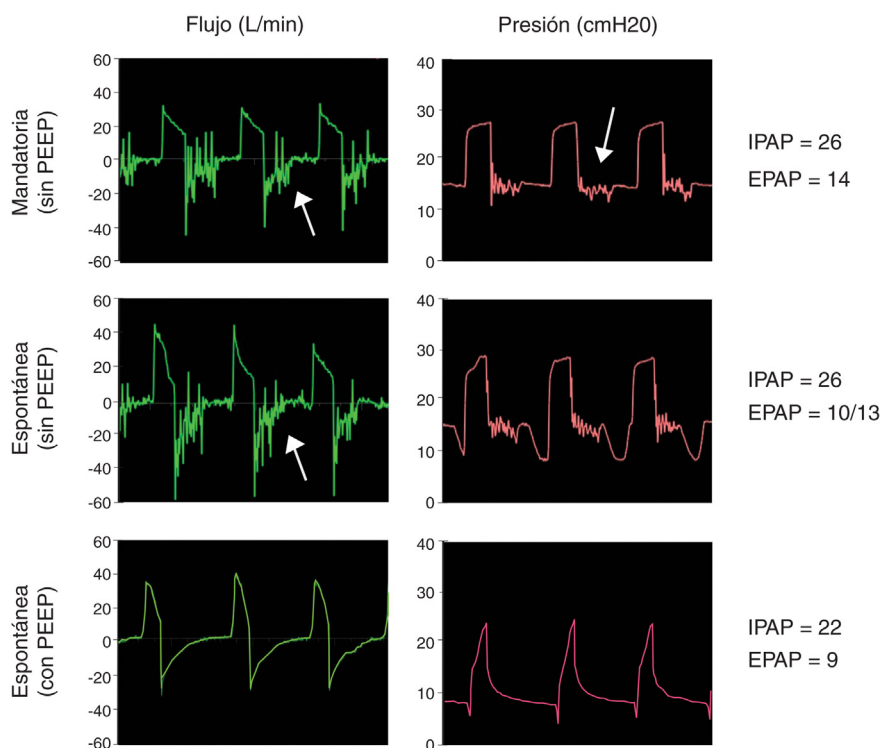 Flujo (L/min)
Presión (cmH20)
Mandatoria
(sin PEEP)
60
40
20
0
-20
-40
-60
40
30
20
10
0
IPAP = 26
EPAP = 14
Espontánea
(sin PEEP)
60
40
20
0
-20
-40
-60
40
30
20
10
0
IPAP = 26
EPAP = 10/13
Espontánea
(con PEEP)
60
40
20
0
-20
-40
-60
40
30
20
10
0
IPAP = 22
EPAP = 9